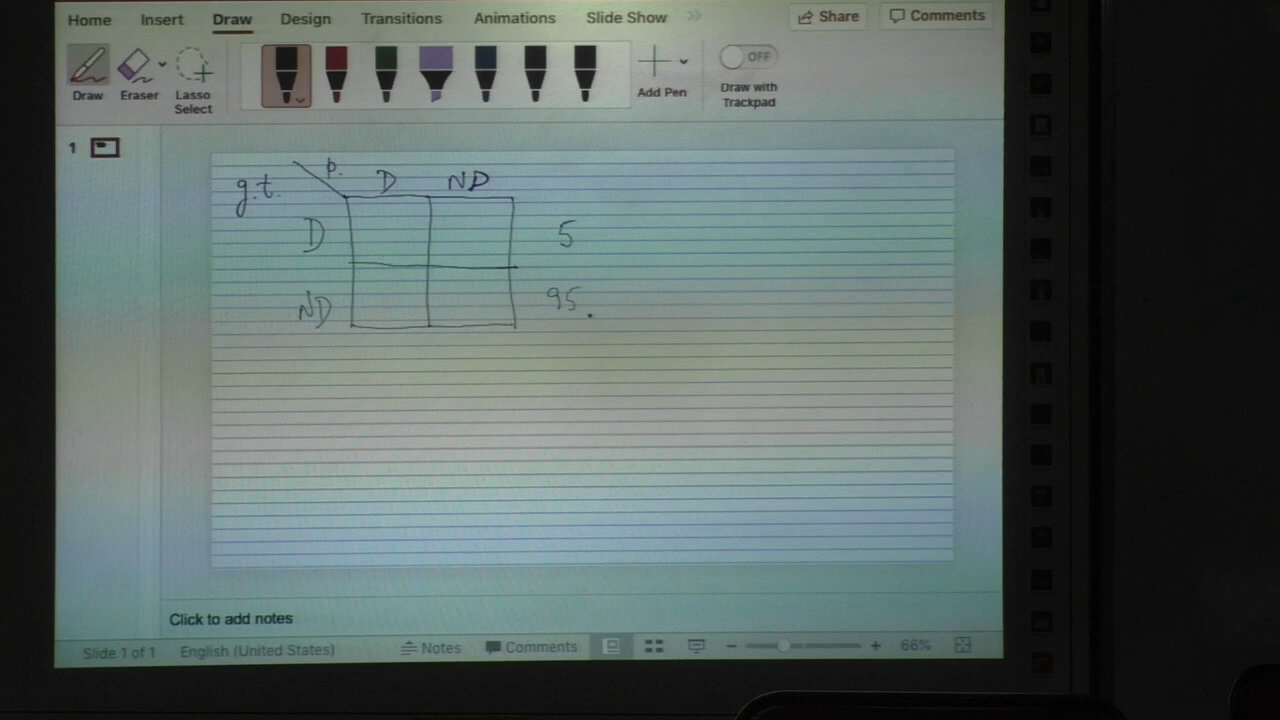 Home Insert Draw Design Transitions Animations Slide Show Share Comments
Draw Eraser Lasso Select Add Pen OFF Draw with Trackpad
1
g.t. p. D ND
D 5
ND 95.
Click to add notes
Slide 1 of 1 English (United States) Notes Comments 66%